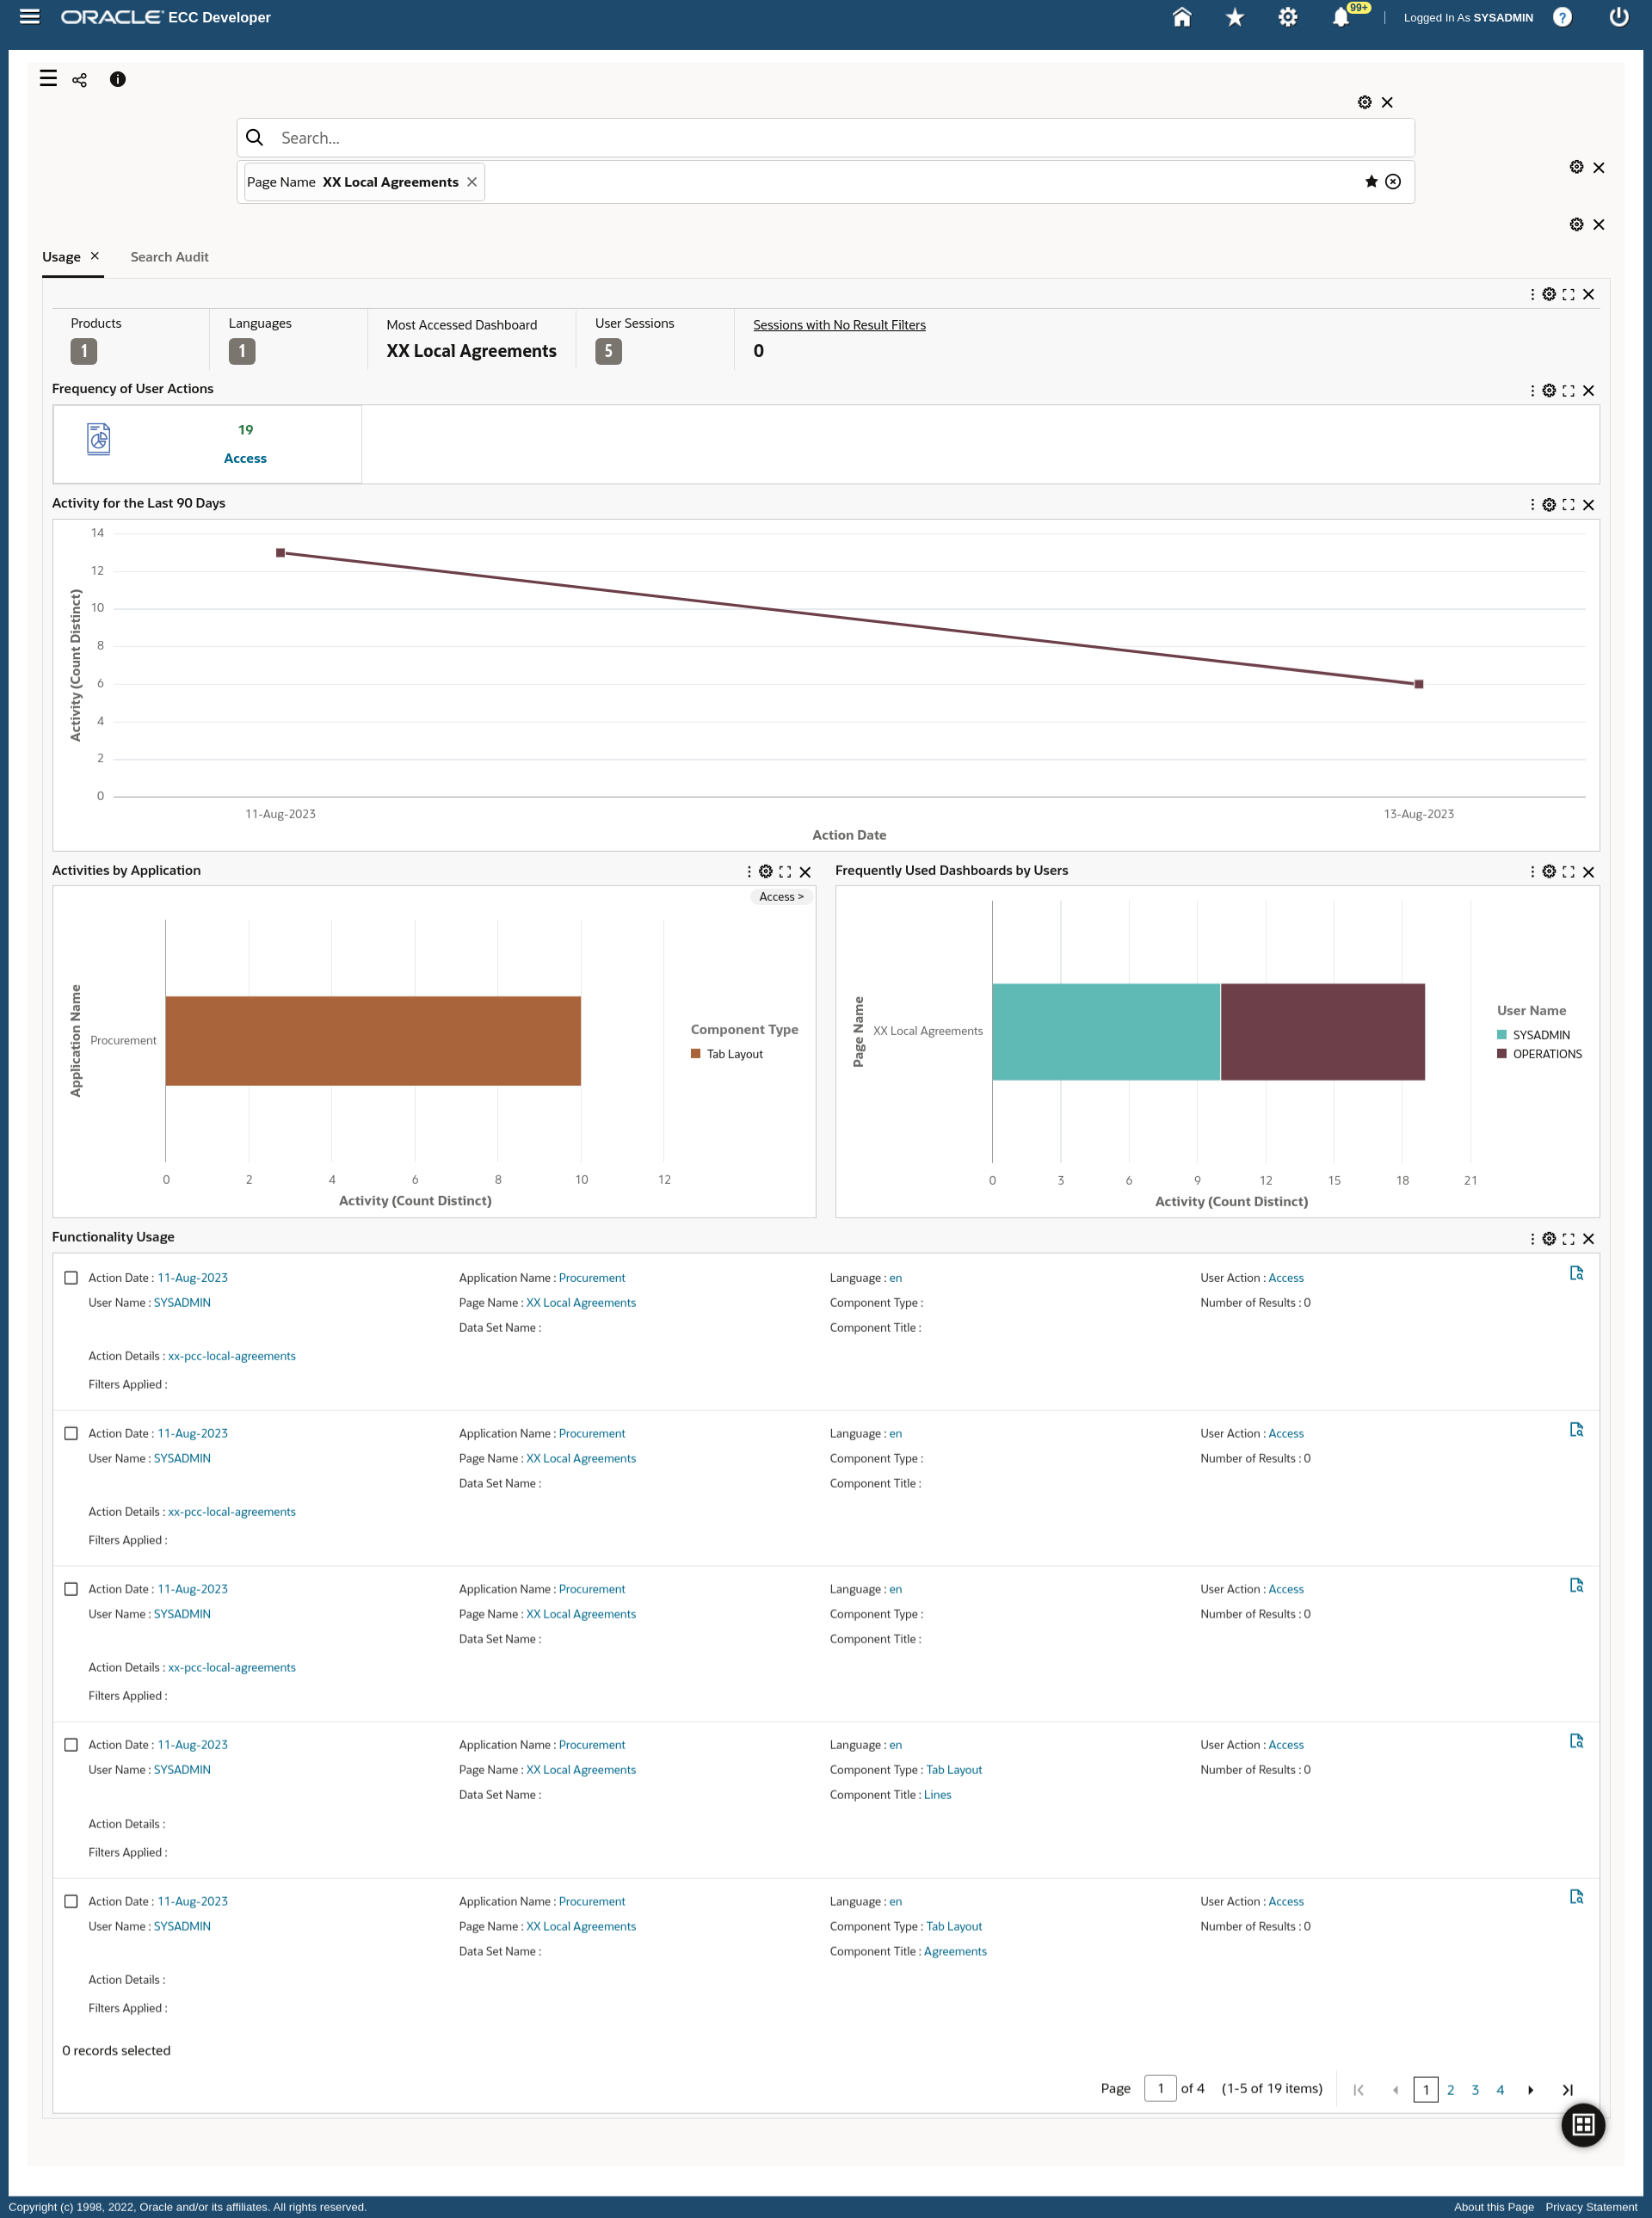 ORACLE ECC Developer
99+
Logged In As SYSADMIN
Search...
Page Name XX Local Agreements
Usage Search Audit
Products Languages Most Accessed Dashboard User Sessions Sessions with No Result Filters
1 1 XX Local Agreements 5 0
Frequency of User Actions
19
Access
Activity for the Last 90 Days
14
12
10
8
6
4
2
0
Activity (Count Distinct)
11-Aug-2023 13-Aug-2023
Action Date
Activities by Application
Access >
Application Name
Procurement
Component Type
Tab Layout
0 2 4 6 8 10 12
Activity (Count Distinct)
Frequently Used Dashboards by Users
Page Name
XX Local Agreements
User Name
SYSADMIN
OPERATIONS
0 3 6 9 12 15 18 21
Activity (Count Distinct)
Functionality Usage
Action Date : 11-Aug-2023 Application Name : Procurement Language : en User Action : Access
User Name : SYSADMIN Page Name : XX Local Agreements Component Type : Number of Results : 0
Data Set Name : Component Title :
Action Details : xx-pcc-local-agreements
Filters Applied :
Action Date : 11-Aug-2023 Application Name : Procurement Language : en User Action : Access
User Name : SYSADMIN Page Name : XX Local Agreements Component Type : Number of Results : 0
Data Set Name : Component Title :
Action Details : xx-pcc-local-agreements
Filters Applied :
Action Date : 11-Aug-2023 Application Name : Procurement Language : en User Action : Access
User Name : SYSADMIN Page Name : XX Local Agreements Component Type : Number of Results : 0
Data Set Name : Component Title :
Action Details : xx-pcc-local-agreements
Filters Applied :
Action Date : 11-Aug-2023 Application Name : Procurement Language : en User Action : Access
User Name : SYSADMIN Page Name : XX Local Agreements Component Type : Tab Layout Number of Results : 0
Data Set Name : Component Title : Lines
Action Details :
Filters Applied :
Action Date : 11-Aug-2023 Application Name : Procurement Language : en User Action : Access
User Name : SYSADMIN Page Name : XX Local Agreements Component Type : Tab Layout Number of Results : 0
Data Set Name : Component Title : Agreements
Action Details :
Filters Applied :
0 records selected
Page 1 of 4 (1-5 of 19 items) 1 2 3 4
Copyright (c) 1998, 2022, Oracle and/or its affiliates. All rights reserved. About this Page Privacy Statement